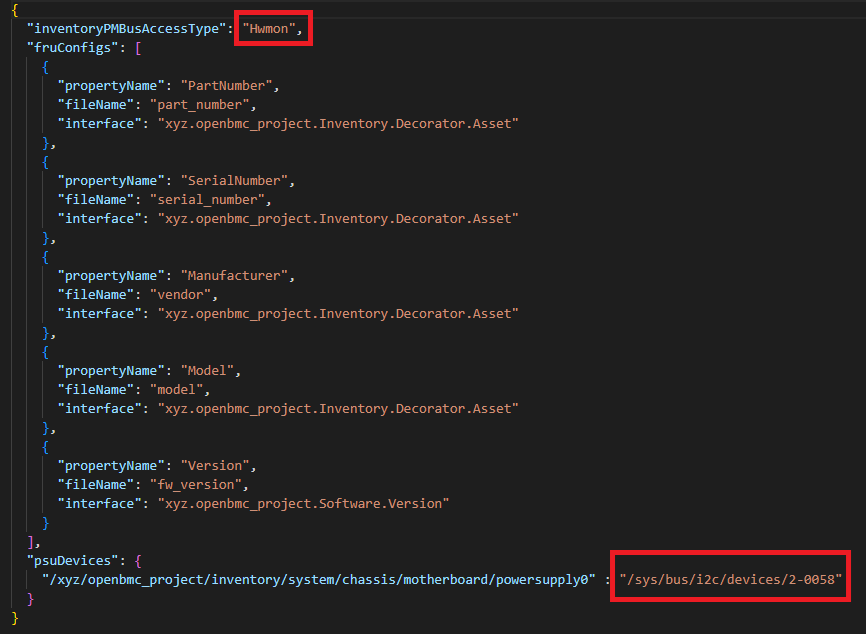 {
  "inventoryPMBusAccessType": "Hwmon",
  "fruConfigs": [
    {
      "propertyName": "PartNumber",
      "fileName": "part_number",
      "interface": "xyz.openbmc_project.Inventory.Decorator.Asset"
    },
    {
      "propertyName": "SerialNumber",
      "fileName": "serial_number",
      "interface": "xyz.openbmc_project.Inventory.Decorator.Asset"
    },
    {
      "propertyName": "Manufacturer",
      "fileName": "vendor",
      "interface": "xyz.openbmc_project.Inventory.Decorator.Asset"
    },
    {
      "propertyName": "Model",
      "fileName": "model",
      "interface": "xyz.openbmc_project.Inventory.Decorator.Asset"
    },
    {
      "propertyName": "Version",
      "fileName": "fw_version",
      "interface": "xyz.openbmc_project.Software.Version"
    }
  ],
  "psuDevices": {
    "/xyz/openbmc_project/inventory/system/chassis/motherboard/powersupply0" : "/sys/bus/i2c/devices/2-0058"
  }
}